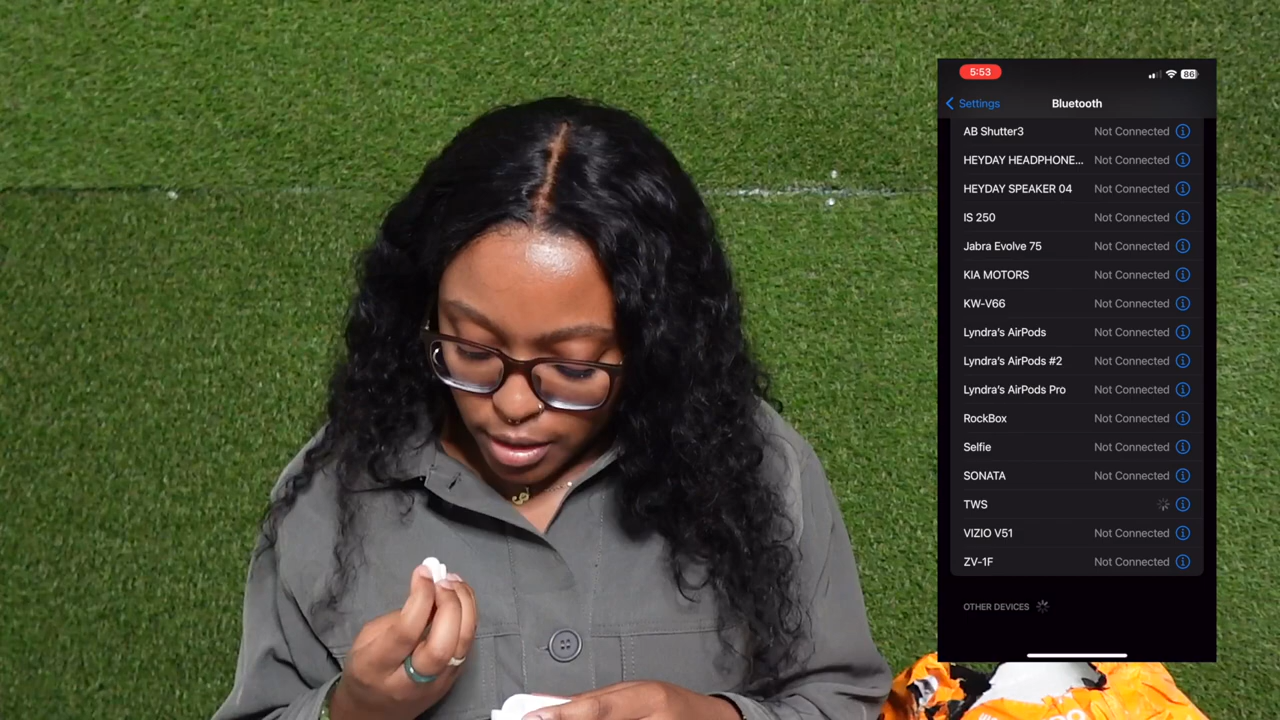 5:53
86
Settings
Bluetooth
AB Shutter3 Not Connected
HEYDAY HEADPHONE... Not Connected
HEYDAY SPEAKER 04 Not Connected
IS 250 Not Connected
Jabra Evolve 75 Not Connected
KIA MOTORS Not Connected
KW-V66 Not Connected
Lyndra's AirPods Not Connected
Lyndra's AirPods #2 Not Connected
Lyndra's AirPods Pro Not Connected
RockBox Not Connected
Selfie Not Connected
SONATA Not Connected
TWS
VIZIO V51 Not Connected
ZV-1F Not Connected
OTHER DEVICES